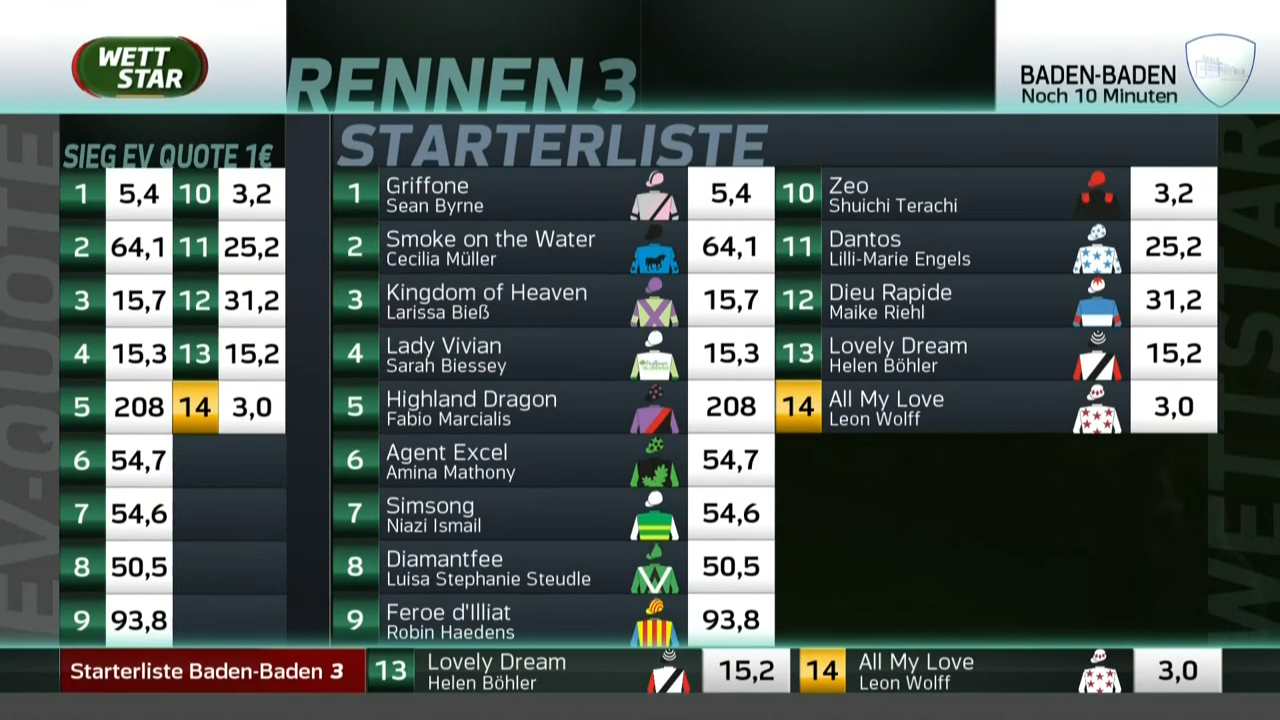 WETT
STAR
RENNEN 3
BADEN-BADEN
Noch 10 Minuten
EV-QUOTE
WETTSTAR
SIEG EV QUOTE 1€
1 5,4 10 3,2
2 64,1 11 25,2
3 15,7 12 31,2
4 15,3 13 15,2
5 208 14 3,0
6 54,7
7 54,6
8 50,5
9 93,8
STARTERLISTE
1 Griffone 5,4
Sean Byrne
2 Smoke on the Water 64,1
Cecilia Müller
3 Kingdom of Heaven 15,7
Larissa Bieß
4 Lady Vivian 15,3
Sarah Biessey
5 Highland Dragon 208
Fabio Marcialis
6 Agent Excel 54,7
Amina Mathony
7 Simsong 54,6
Niazi Ismail
8 Diamantfee 50,5
Luisa Stephanie Steudle
9 Feroe d'Illiat 93,8
Robin Haedens
10 Zeo 3,2
Shuichi Terachi
11 Dantos 25,2
Lilli-Marie Engels
12 Dieu Rapide 31,2
Maike Riehl
13 Lovely Dream 15,2
Helen Böhler
14 All My Love 3,0
Leon Wolff
Starterliste Baden-Baden 3
13 Lovely Dream 15,2
Helen Böhler
14 All My Love 3,0
Leon Wolff